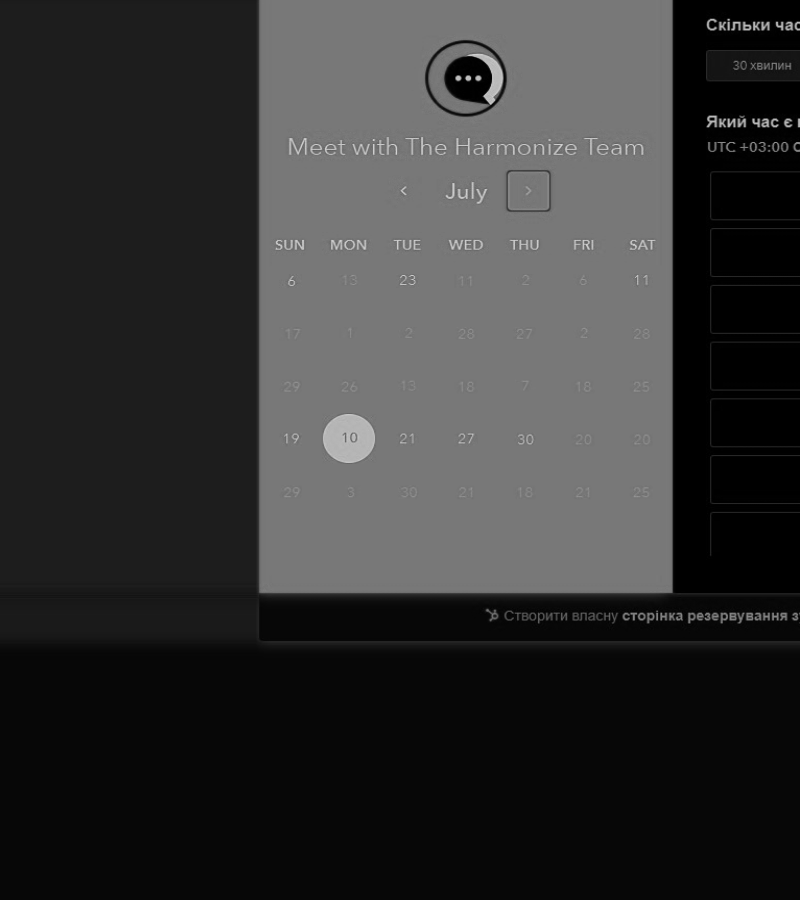 Meet with The Harmonize Team
July
SUN MON TUE WED THU FRI SAT
6 13 23 11 2 6 11
17 1 2 28 27 2 28
29 26 13 18 7 18 25
19 10 21 27 30 20 20
29 3 30 21 18 21 25
Скільки час
30 хвилин
Який час є
UTC +03:00
Створити власну сторінка резервування